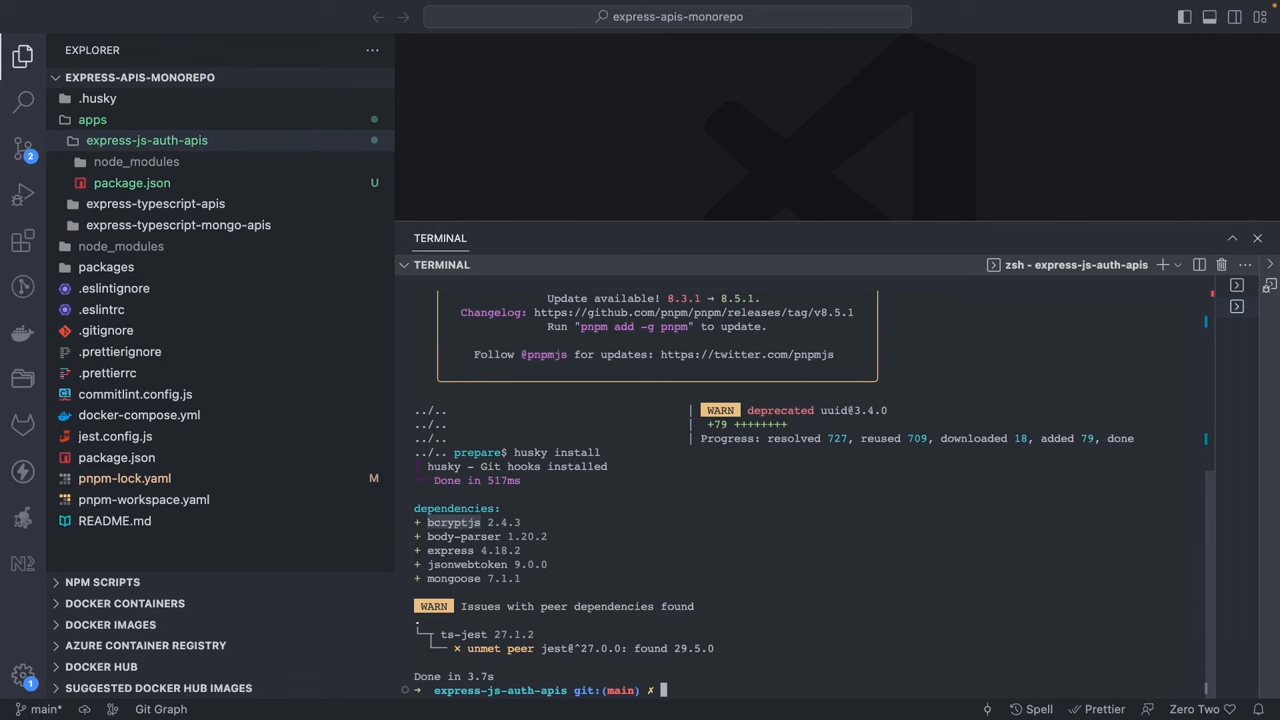 express-apis-monorepo
EXPLORER
EXPRESS-APIS-MONOREPO
.husky
apps
express-js-auth-apis
node_modules
package.json U
express-typescript-apis
express-typescript-mongo-apis
node_modules
packages
.eslintignore
.eslintrc
.gitignore
.prettierignore
.prettierrc
commitlint.config.js
docker-compose.yml
jest.config.js
package.json
pnpm-lock.yaml M
pnpm-workspace.yaml
README.md
NPM SCRIPTS
DOCKER CONTAINERS
DOCKER IMAGES
AZURE CONTAINER REGISTRY
DOCKER HUB
SUGGESTED DOCKER HUB IMAGES
2
1
TERMINAL
TERMINAL
zsh - express-js-auth-apis
Update available! 8.3.1 → 8.5.1.
Changelog: https://github.com/pnpm/pnpm/releases/tag/v8.5.1
Run "pnpm add -g pnpm" to update.
Follow @pnpmjs for updates: https://twitter.com/pnpmjs
../.. | WARN deprecated uuid@3.4.0
../.. | +79 ++++++++
../.. | Progress: resolved 727, reused 709, downloaded 18, added 79, done
../.. prepare$ husky install
husky - Git hooks installed
Done in 517ms
dependencies:
+ bcryptjs 2.4.3
+ body-parser 1.20.2
+ express 4.18.2
+ jsonwebtoken 9.0.0
+ mongoose 7.1.1
WARN Issues with peer dependencies found
.
└─┬ ts-jest 27.1.2
└── ✕ unmet peer jest@^27.0.0: found 29.5.0
Done in 3.7s
➜ express-js-auth-apis git:(main) ✗
main*
Git Graph
Spell
Prettier
Zero Two ♡